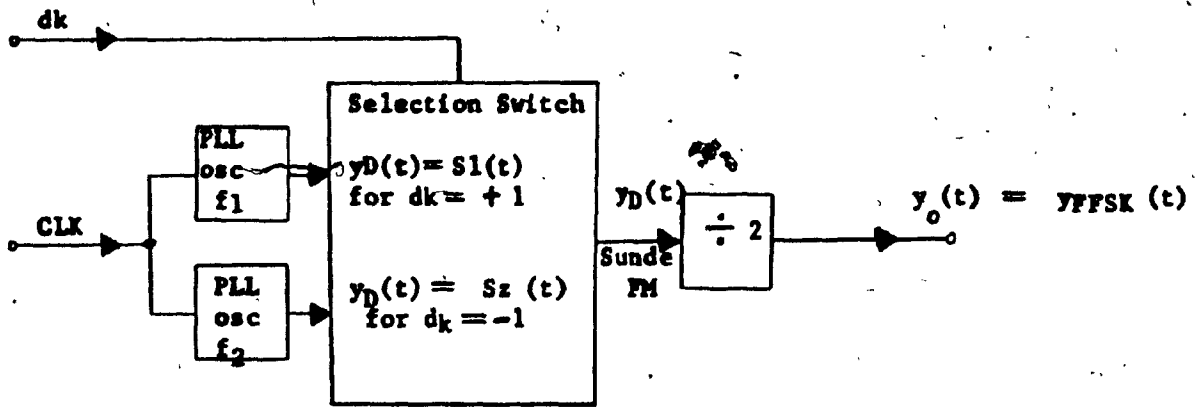 dk
Selection Switch
PLL
osc
f1
yD(t)= S1(t)
for dk= + 1
CLK
yD(t)
÷ 2
yo(t) = yFFSK (t)
Sunde
FM
PLL
osc
f2
yD(t) = Sz (t)
for dk =-1